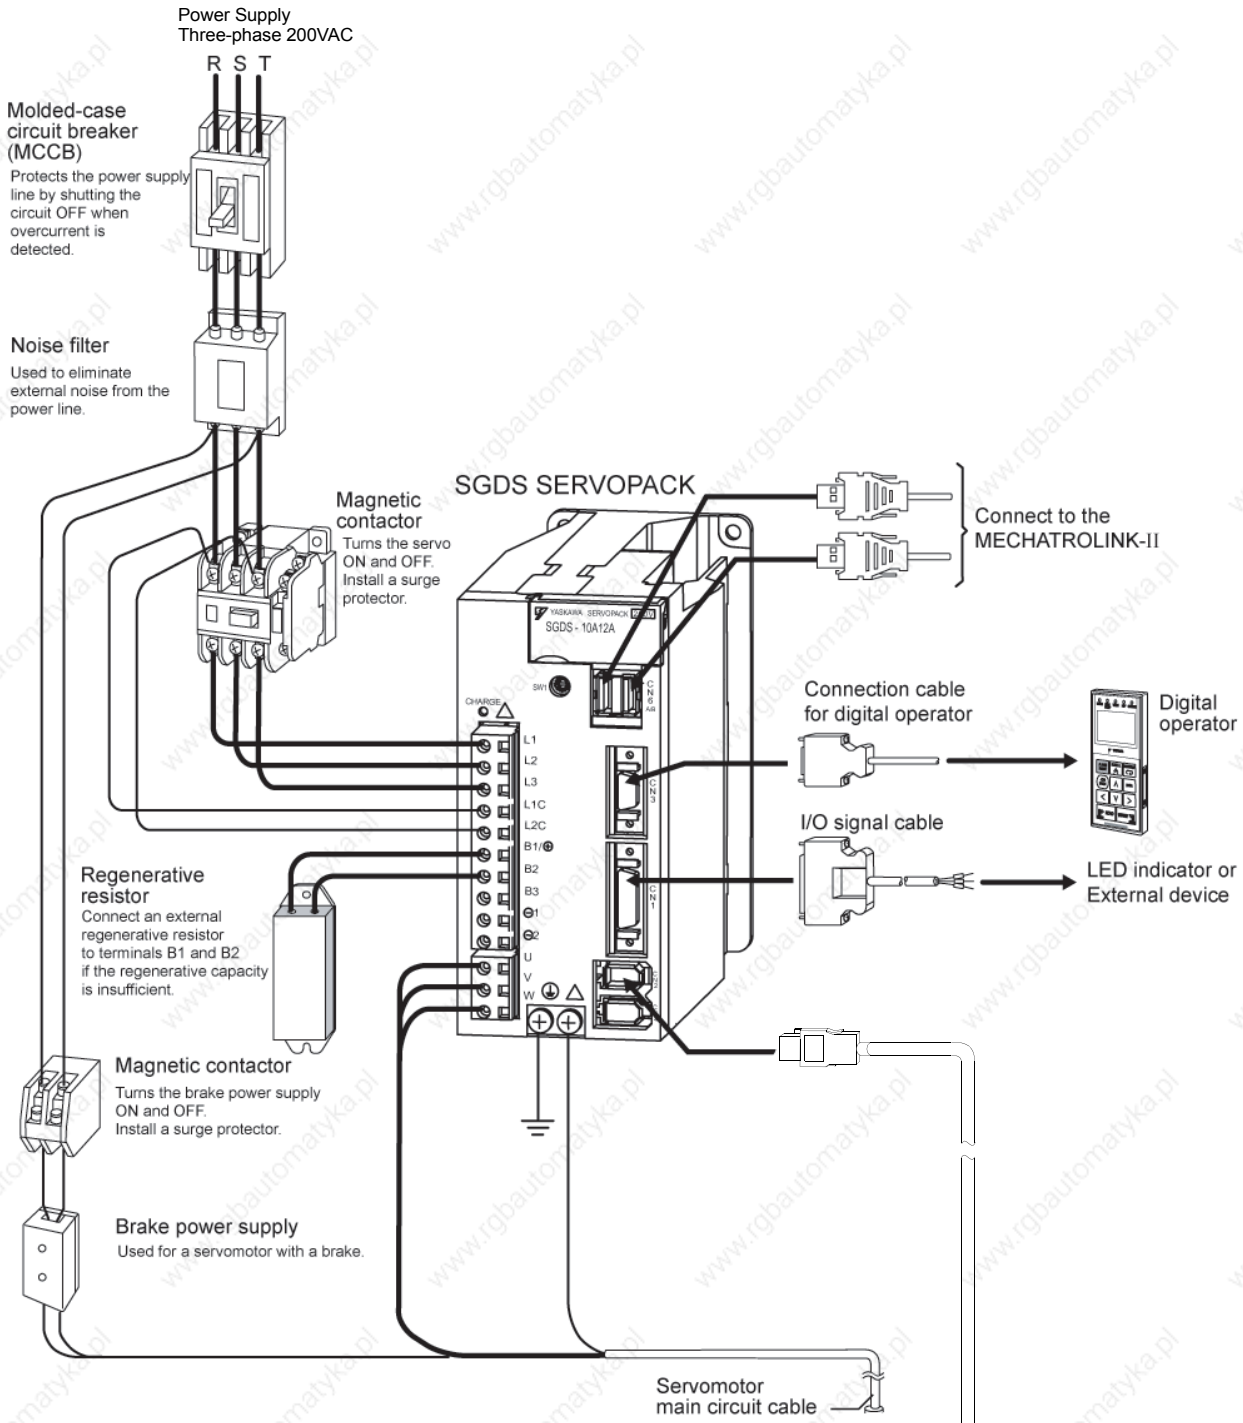 Power Supply
Three-phase 200VAC
R S T
Molded-case
circuit breaker
(MCCB)
Protects the power supply
line by shutting the
circuit OFF when
overcurrent is
detected.
Noise filter
Used to eliminate
external noise from the
power line.
Magnetic
contactor
Turns the servo
ON and OFF.
Install a surge
protector.
SGDS SERVOPACK
Connect to the
MECHATROLINK-II
YASKAWA SERVOPACK
SGDS - 10A12A
SW1
CN6
A/B
CHARGE
L1
L2
L3
L1C
L2C
B1/⊕
B2
B3
⊖1
⊖2
U
V
W
CN3
CN1
Connection cable
for digital operator
Digital
operator
I/O signal cable
LED indicator or
External device
Regenerative
resistor
Connect an external
regenerative resistor
to terminals B1 and B2
if the regenerative capacity
is insufficient.
Magnetic contactor
Turns the brake power supply
ON and OFF.
Install a surge protector.
Brake power supply
Used for a servomotor with a brake.
Servomotor
main circuit cable
www.rgbautomatyka.pl